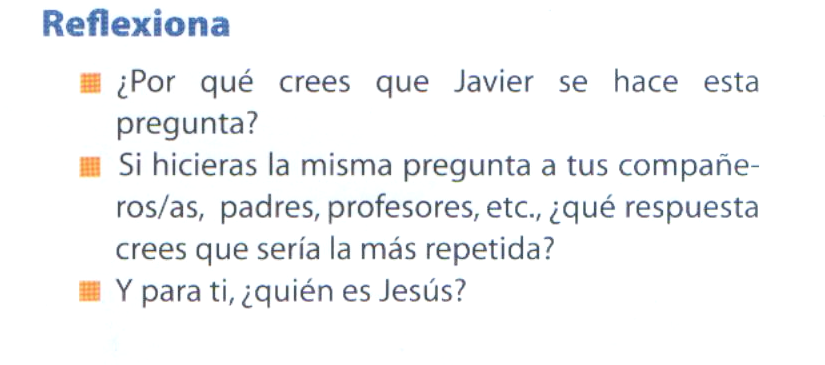 Reflexiona
¿Por qué crees que Javier se hace esta
pregunta?
Si hicieras la misma pregunta a tus compañe-
ros/as, padres, profesores, etc., ¿qué respuesta
crees que sería la más repetida?
Y para ti, ¿quién es Jesús?